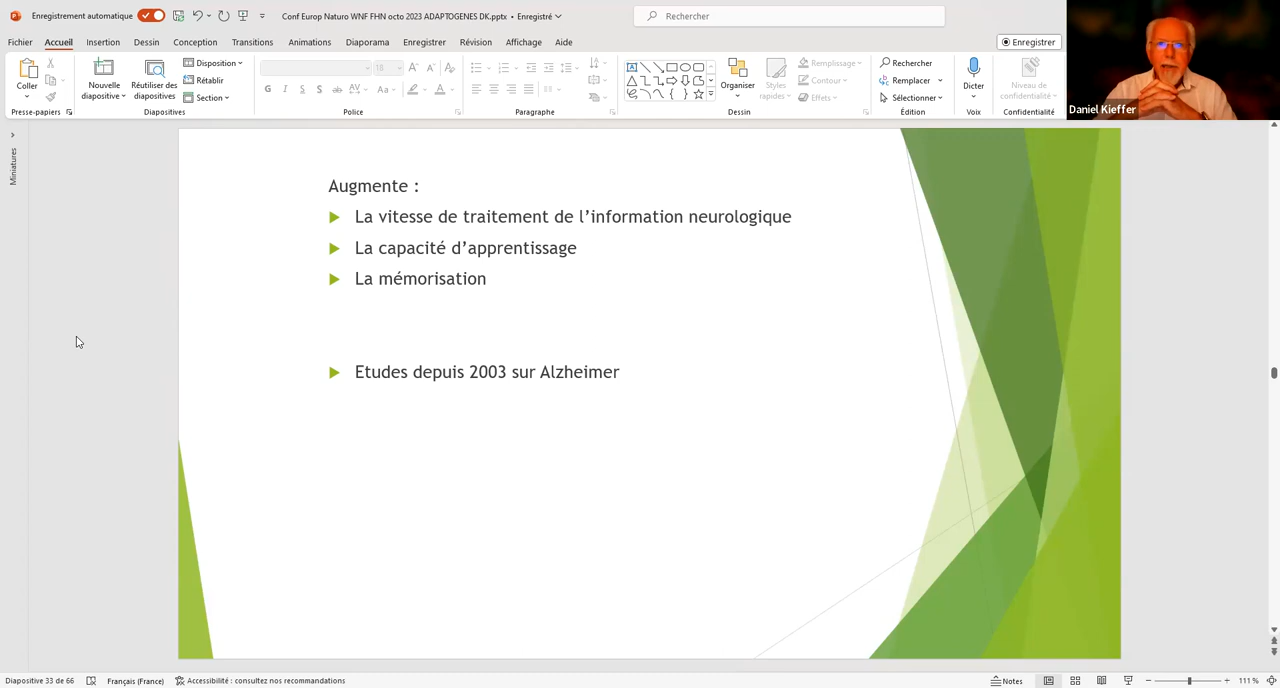 Enregistrement automatique
Conf Europ Naturo WNF FHN octo 2023 ADAPTOGENES DK.pptx • Enregistré
Rechercher
Fichier Accueil Insertion Dessin Conception Transitions Animations Diaporama Enregistrer Révision Affichage Aide
Enregistrer
Coller
Presse-papiers
Nouvelle diapositive
Réutiliser des diapositives
Disposition
Rétablir
Section
Diapositives
18
G I S S ab AV Aa A
Police
Paragraphe
Organiser
Styles rapides
Remplissage
Contour
Effets
Dessin
Rechercher
Remplacer
Sélectionner
Édition
Dicter
Voix
Niveau de confidentialité
Confidentialité
Daniel Kieffer
Miniatures
Augmente :
La vitesse de traitement de l’information neurologique
La capacité d’apprentissage
La mémorisation
Etudes depuis 2003 sur Alzheimer
Diapositive 33 de 66
Français (France)
Accessibilité : consultez nos recommandations
Notes
111 %